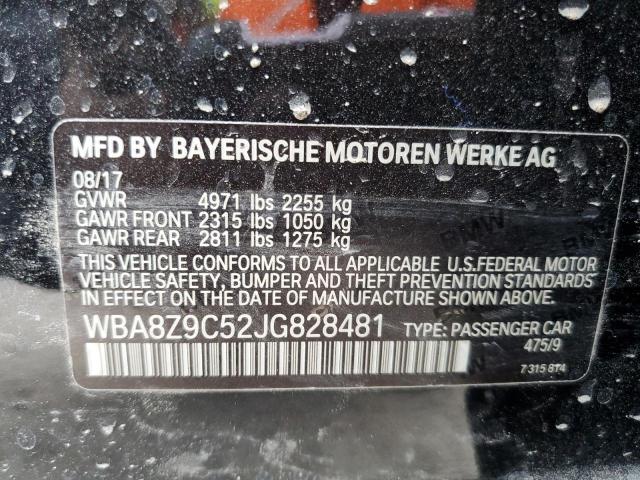 MFD BY BAYERISCHE MOTOREN WERKE AG
08/17
GVWR 4971 lbs 2255 kg
GAWR FRONT 2315 lbs 1050 kg
GAWR REAR 2811 lbs 1275 kg
THIS VEHICLE CONFORMS TO ALL APPLICABLE U.S.FEDERAL MOTOR
VEHICLE SAFETY, BUMPER AND THEFT PREVENTION STANDARDS
IN EFFECT ON THE DATE OF MANUFACTURE SHOWN ABOVE.
WBA8Z9C52JG828481 TYPE: PASSENGER CAR
475/9
7 315 874